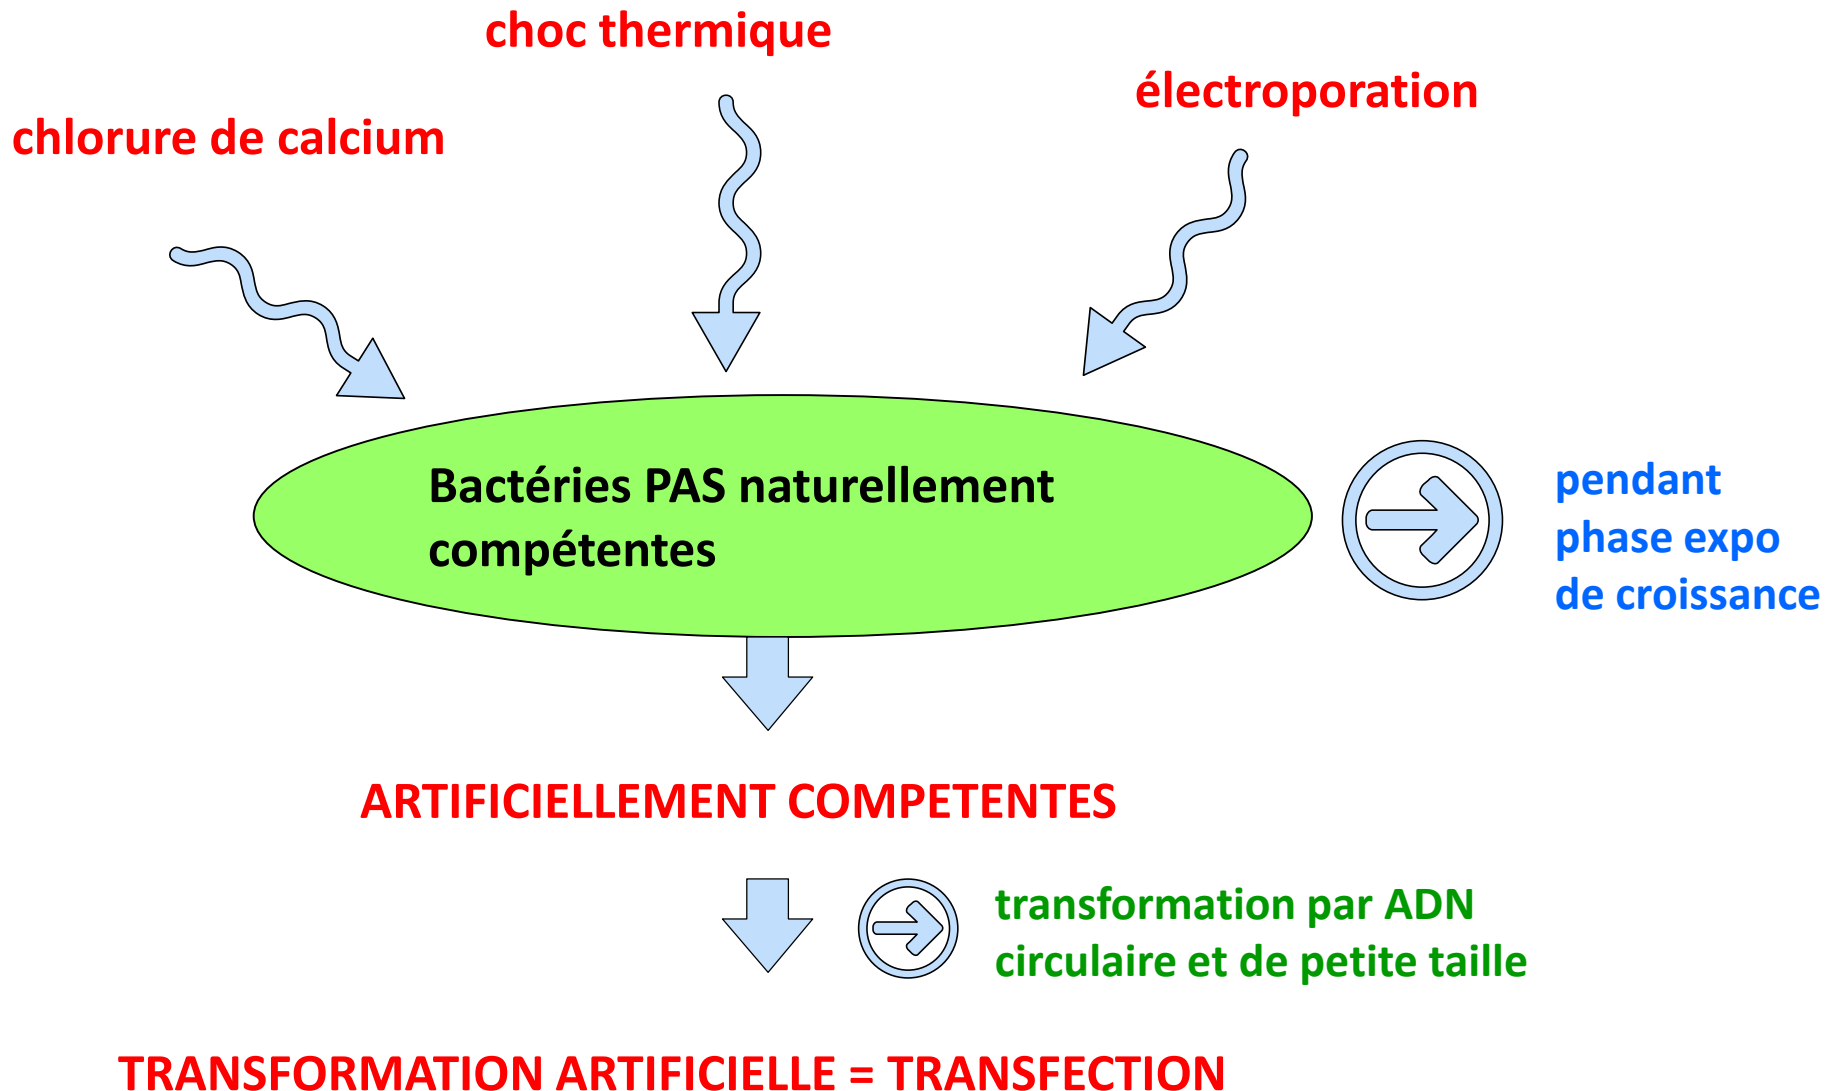 choc thermique
électroporation
chlorure de calcium
Bactéries PAS naturellement
compétentes
pendant
phase expo
de croissance
ARTIFICIELLEMENT COMPETENTES
transformation par ADN
circulaire et de petite taille
TRANSFORMATION ARTIFICIELLE = TRANSFECTION